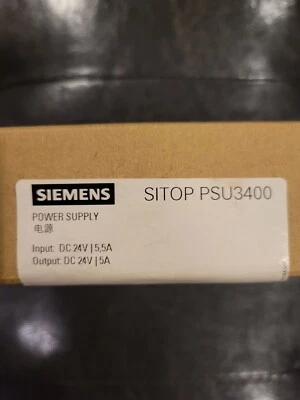 SIEMENS
SITOP PSU3400
POWER SUPPLY
电源
Input: DC 24V | 5,5A
Output: DC 24V | 5A